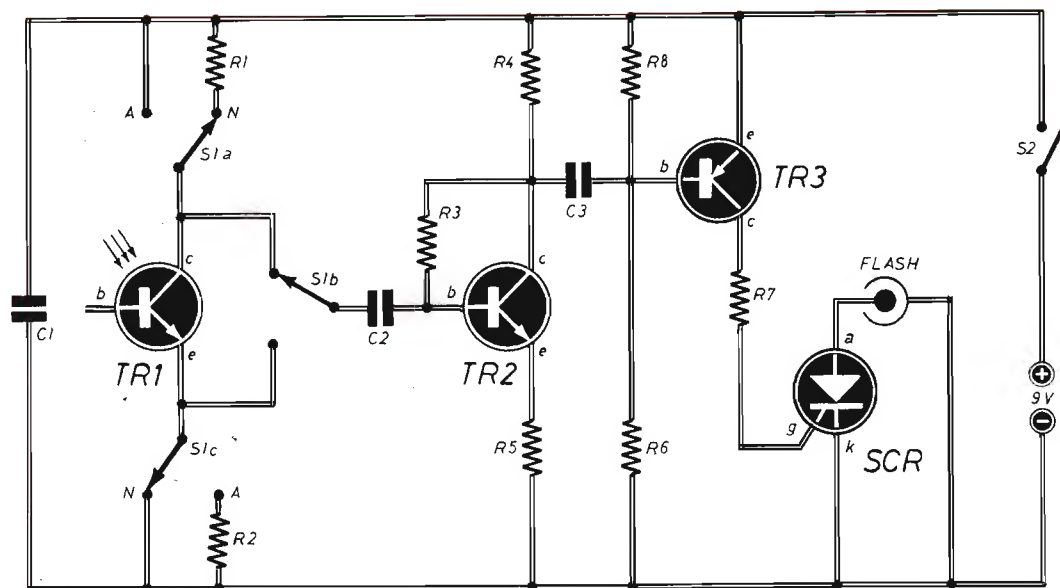 R1
R4
R8
A
N
S1a
S2
e
b
TR3
c
C3
R3
FLASH
c
S1b
c
R7
b
b
C1
C2
a
+
9V
−
e
e
TR1
TR2
g
k
SCR
S1c
R5
R6
N
A
R2